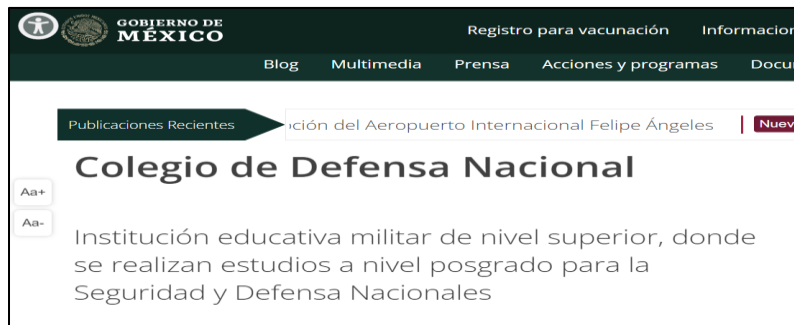 GOBIERNO DE
MÉXICO
Registro para vacunación
Blog Multimedia Prensa Acciones y programas
Publicaciones Recientes del Aeropuerto Internacional Felipe Ángeles
Colegio de Defensa Nacional
Aa+
Aa-
Institución educativa militar de nivel superior, donde
se realizan estudios a nivel posgrado para la
Seguridad y Defensa Nacionales